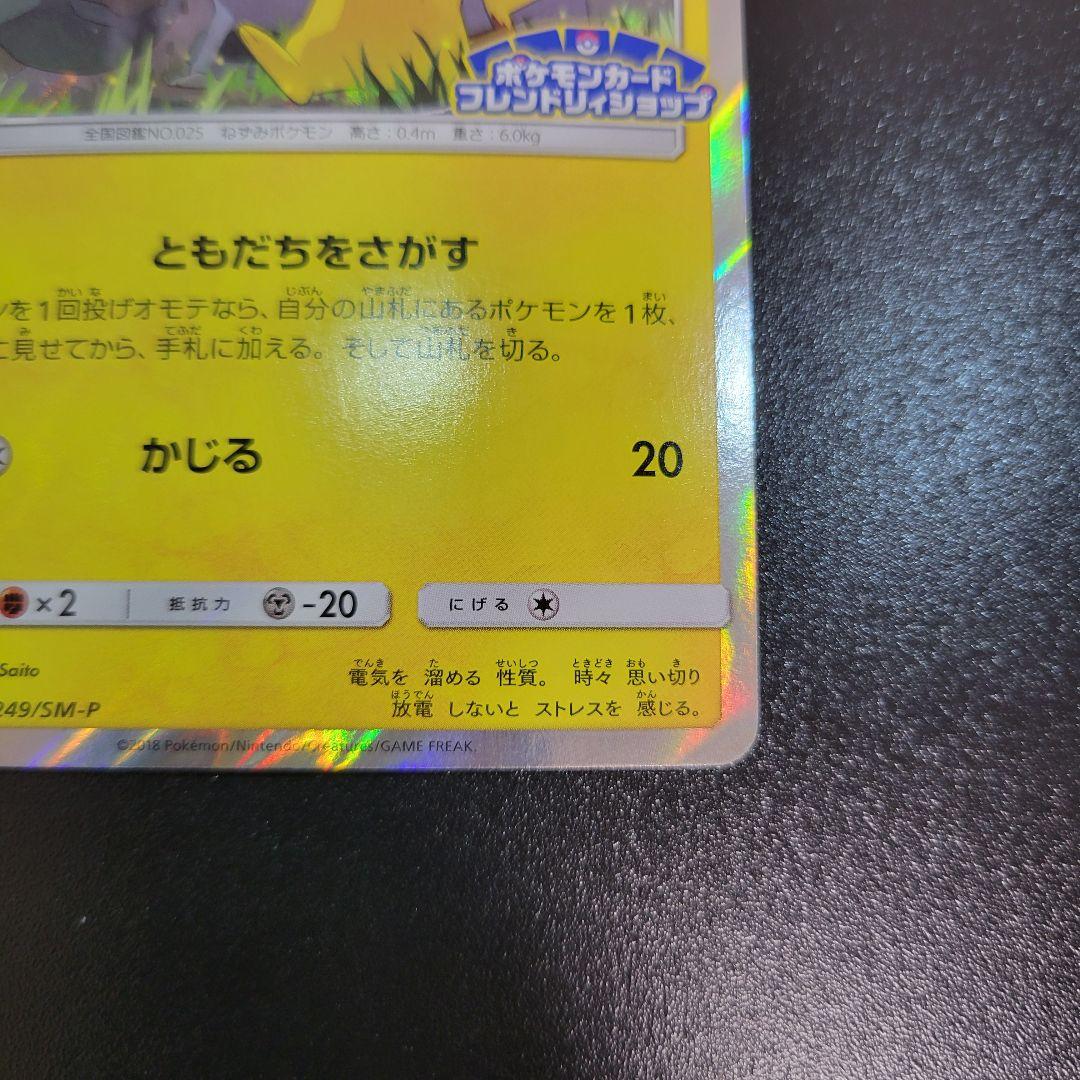 ポケモンカード
フレンドリィショップ
全国図鑑NO.025 ねずみポケモン 高さ:0.4m 重さ:6.0kg
ともだちをさがす
を1回投げオモテなら、自分の山札にあるポケモンを1枚、
見せてから、手札に加える。そして山札を切る。
かじる 20
×2 抵抗力 -20 にげる
Saito
電気を 溜める 性質。 時々 思い切り
249/SM-P
放電 しないと ストレスを 感じる。
©2018 Pokémon/Nintendo/Creatures/GAME FREAK.